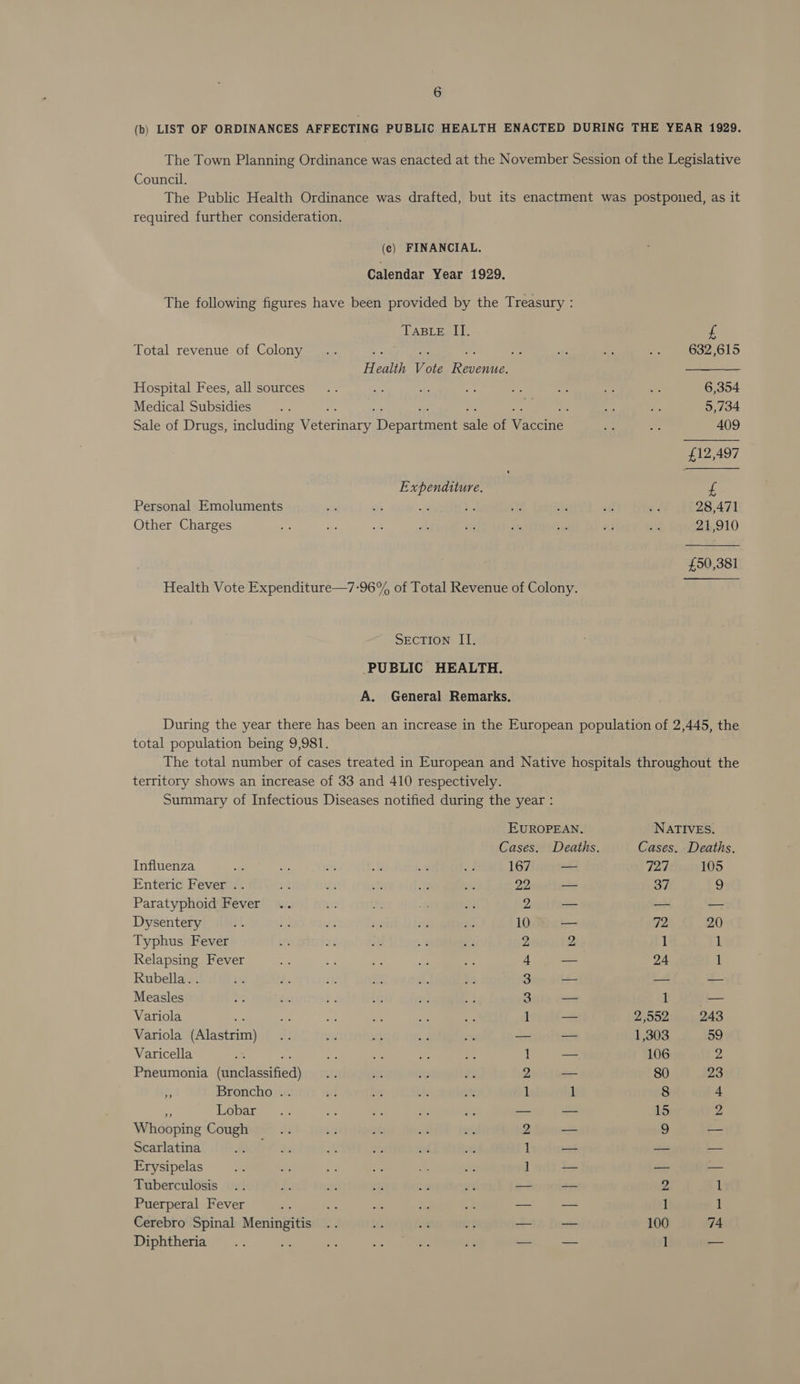 6
(b) LIST OF ORDINANCES AFFECTING PUBLIC HEALTH ENACTED DURING THE YEAR 1929.
The Town Planning Ordinance was enacted at the November Session of the Legislative
Council.
The Public Health Ordinance was drafted, but its enactment was postponed, as it
required further consideration.
(c) FINANCIAL.
Calendar Year 1929.
The following figures have been provided by the Treasury :
TABLE II. £
Total revenue of Colony .. .. .. .. .. .. .. .. 632,615
Health Vote Revenue.
Hospital Fees, all sources .. .. .. .. .. .. .. .. 6,354
Medical Subsidies .. .. .. .. .. .. .. .. .. 5,734
Sale of Drugs, including Veterinary Department sale of Vaccine .. .. 409
£12,497
Expenditure. £
Personal Emoluments .. .. .. .. .. .. .. .. 28,471
Other Charges .. .. .. .. .. .. .. .. .. 21,910
£50,381
Health Vote Expenditure—7·96% of Total Revenue of Colony.
SECTION II.
PUBLIC HEALTH.
A. General Remarks.
During the year there has been an increase in the European population of 2,445, the
total population being 9,981.
The total number of cases treated in European and Native hospitals throughout the
territory shows an increase of 33 and 410 respectively.
Summary of Infectious Diseases notified during the year :
EUROPEAN. NATIVES.
Cases. Deaths. Cases. Deaths.
Influenza .. .. .. .. .. .. 167 — 727 105
Enteric Fever .. .. .. .. .. .. 22 — 37 9
Paratyphoid Fever .. .. .. .. .. 2 — — —
Dysentery .. .. .. .. .. .. 10 — 72 20
Typhus Fever .. .. .. .. .. 2 2 1 1
Relapsing Fever .. .. .. .. .. 4 — 24 1
Rubella.. .. .. .. .. .. .. 3 — — —
Measles .. .. .. .. .. .. 3 — 1 —
Variola .. .. .. .. .. .. 1 — 2,552 243
Variola (Alastrim) .. .. .. .. .. — — 1,303 59
Varicella .. .. .. .. .. .. 1 — 106 2
Pneumonia (unclassified) .. .. .. .. 2 — 80 23
,, Broncho .. .. .. .. .. 1 1 8 4
,, Lobar .. .. .. .. .. — — 15 2
Whooping Cough .. .. .. .. .. 2 — 9 —
Scarlatina .. .. .. .. .. .. 1 — — —
Erysipelas .. .. .. .. .. .. 1 — — —
Tuberculosis .. .. .. .. .. .. — — 2 1
Puerperal Fever .. .. .. .. .. — — 1 1
Cerebro Spinal Meningitis .. .. .. .. — — 100 74
Diphtheria .. .. .. .. .. .. — — 1 —